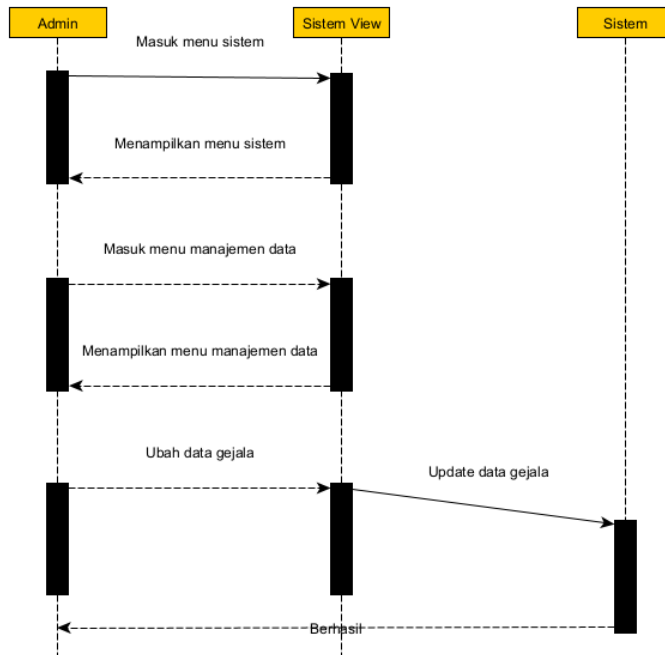 Admin
Sistem View
Sistem
Masuk menu sistem
Menampilkan menu sistem
Masuk menu manajemen data
Menampilkan menu manajemen data
Ubah data gejala
Update data gejala
Berhasil